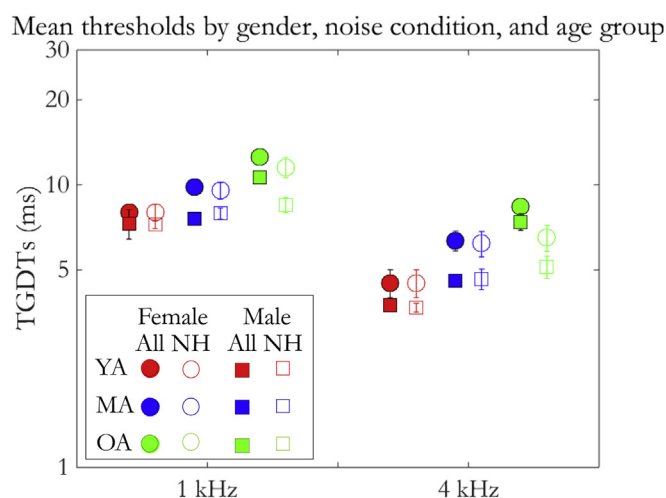 Mean thresholds by gender, noise condition, and age group
30
20
10
5
1
TGDTs (ms)
Female Male
All NH All NH
YA
MA
OA
1 kHz 4 kHz